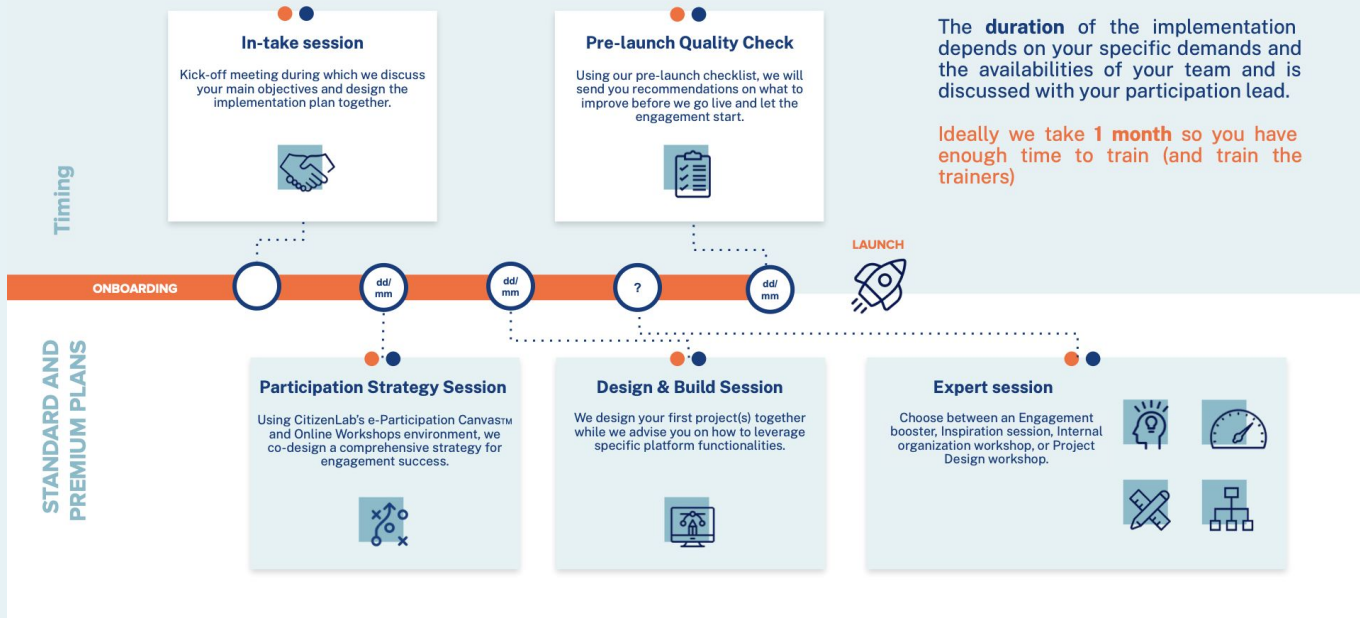 In-take session
Kick-off meeting during which we discuss
your main objectives and design the
implementation plan together.
Pre-launch Quality Check
Using our pre-launch checklist, we will
send you recommendations on what to
improve before we go live and let the
engagement start.
The duration of the implementation
depends on your specific demands and
the availabilities of your team and is
discussed with your participation lead.
Ideally we take 1 month so you have
enough time to train (and train the
trainers)
Timing
LAUNCH
ONBOARDING
dd/
mm
dd/
mm
?
dd/
mm
STANDARD AND
PREMIUM PLANS
Participation Strategy Session
Using CitizenLab's e-Participation Canvas™
and Online Workshops environment, we
co-design a comprehensive strategy for
engagement success.
Design & Build Session
We design your first project(s) together
while we advise you on how to leverage
specific platform functionalities.
Expert session
Choose between an Engagement
booster, Inspiration session, Internal
organization workshop, or Project
Design workshop.